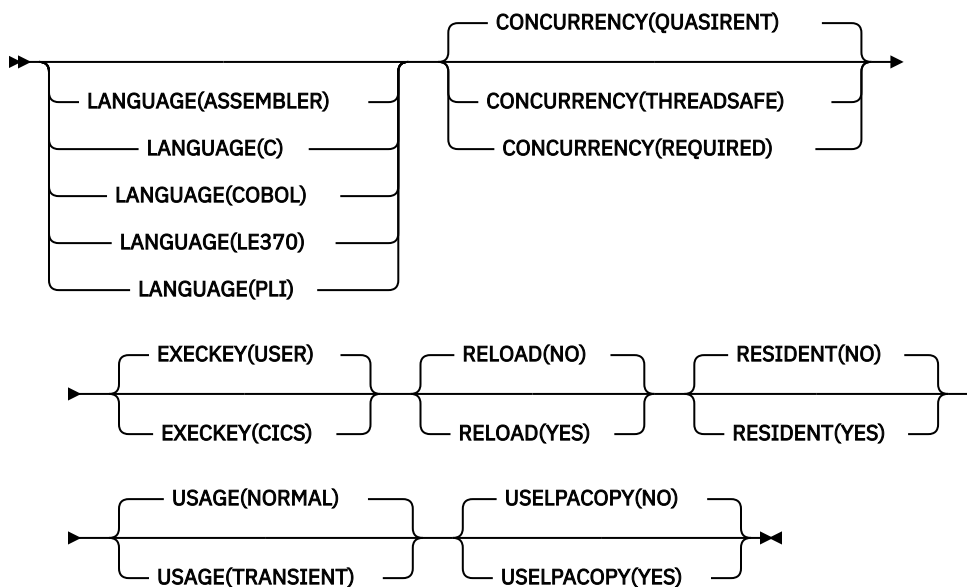 CONCURRENCY(QUASIRENT)
LANGUAGE(ASSEMBLER) CONCURRENCY(THREADSAFE)
LANGUAGE(C) CONCURRENCY(REQUIRED)
LANGUAGE(COBOL)
LANGUAGE(LE370)
LANGUAGE(PLI)
EXECKEY(USER) RELOAD(NO) RESIDENT(NO)
EXECKEY(CICS) RELOAD(YES) RESIDENT(YES)
USAGE(NORMAL) USELPACOPY(NO)
USAGE(TRANSIENT) USELPACOPY(YES)